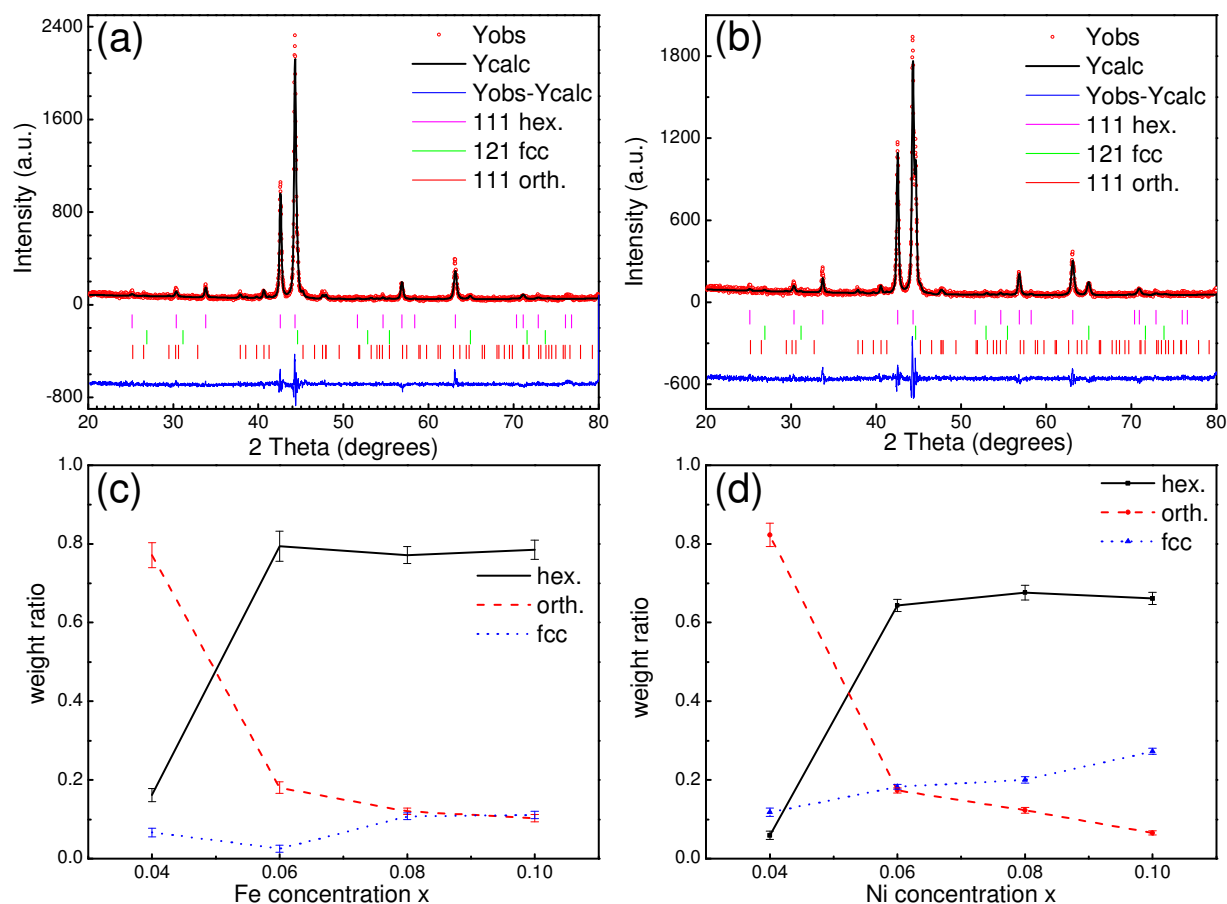 (a)
Yobs
Ycalc
Yobs-Ycalc
111 hex.
121 fcc
111 orth.
Intensity (a.u.)
2400
1600
800
0
-800
20 30 40 50 60 70 80
2 Theta (degrees)
(b)
Yobs
Ycalc
Yobs-Ycalc
111 hex.
121 fcc
111 orth.
Intensity (a.u.)
1800
1200
600
0
-600
20 30 40 50 60 70 80
2 Theta (degrees)
(c)
hex.
orth.
fcc
weight ratio
1.0
0.8
0.6
0.4
0.2
0.0
0.04 0.06 0.08 0.10
Fe concentration x
(d)
hex.
orth.
fcc
weight ratio
1.0
0.8
0.6
0.4
0.2
0.0
0.04 0.06 0.08 0.10
Ni concentration x